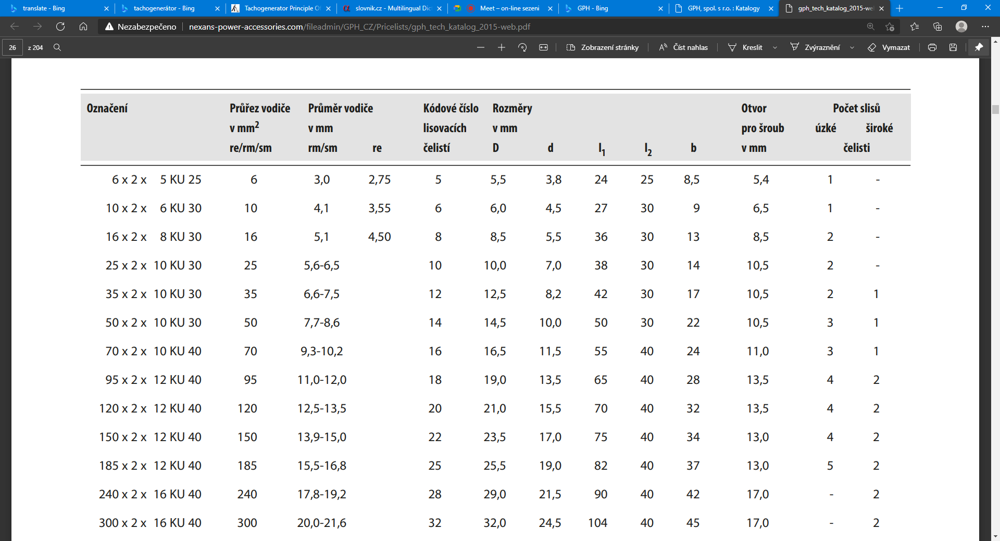 translate - Bing
tachogenerátor - Bing
Tachogenerator Principle O
slovnik.cz - Multilingual Dic
Meet – on-line sezení
GPH - Bing
GPH, spol. s r.o. : Katalogy
gph_tech_katalog_2015-we
Nezabezpečeno nexans-power-accessories.com/fileadmin/GPH_CZ/Pricelists/gph_tech_katalog_2015-web.pdf
26 z 204 Zobrazení stránky Číst nahlas Kreslit Zvýraznění Vymazat
Označení Průřez vodiče Průměr vodiče Kódové číslo Rozměry Otvor Počet slisů
v mm² v mm lisovacích v mm pro šroub úzké široké
re/rm/sm rm/sm re čelistí D d l₁ l₂ b v mm čelisti
6 x 2 x 5 KU 25 6 3,0 2,75 5 5,5 3,8 24 25 8,5 5,4 1 -
10 x 2 x 6 KU 30 10 4,1 3,55 6 6,0 4,5 27 30 9 6,5 1 -
16 x 2 x 8 KU 30 16 5,1 4,50 8 8,5 5,5 36 30 13 8,5 2 -
25 x 2 x 10 KU 30 25 5,6-6,5 10 10,0 7,0 38 30 14 10,5 2 -
35 x 2 x 10 KU 30 35 6,6-7,5 12 12,5 8,2 42 30 17 10,5 2 1
50 x 2 x 10 KU 30 50 7,7-8,6 14 14,5 10,0 50 30 22 10,5 3 1
70 x 2 x 10 KU 40 70 9,3-10,2 16 16,5 11,5 55 40 24 11,0 3 1
95 x 2 x 12 KU 40 95 11,0-12,0 18 19,0 13,5 65 40 28 13,5 4 2
120 x 2 x 12 KU 40 120 12,5-13,5 20 21,0 15,5 70 40 32 13,5 4 2
150 x 2 x 12 KU 40 150 13,9-15,0 22 23,5 17,0 75 40 34 13,0 4 2
185 x 2 x 12 KU 40 185 15,5-16,8 25 25,5 19,0 82 40 37 13,0 5 2
240 x 2 x 16 KU 40 240 17,8-19,2 28 29,0 21,5 90 40 42 17,0 - 2
300 x 2 x 16 KU 40 300 20,0-21,6 32 32,0 24,5 104 40 45 17,0 - 2